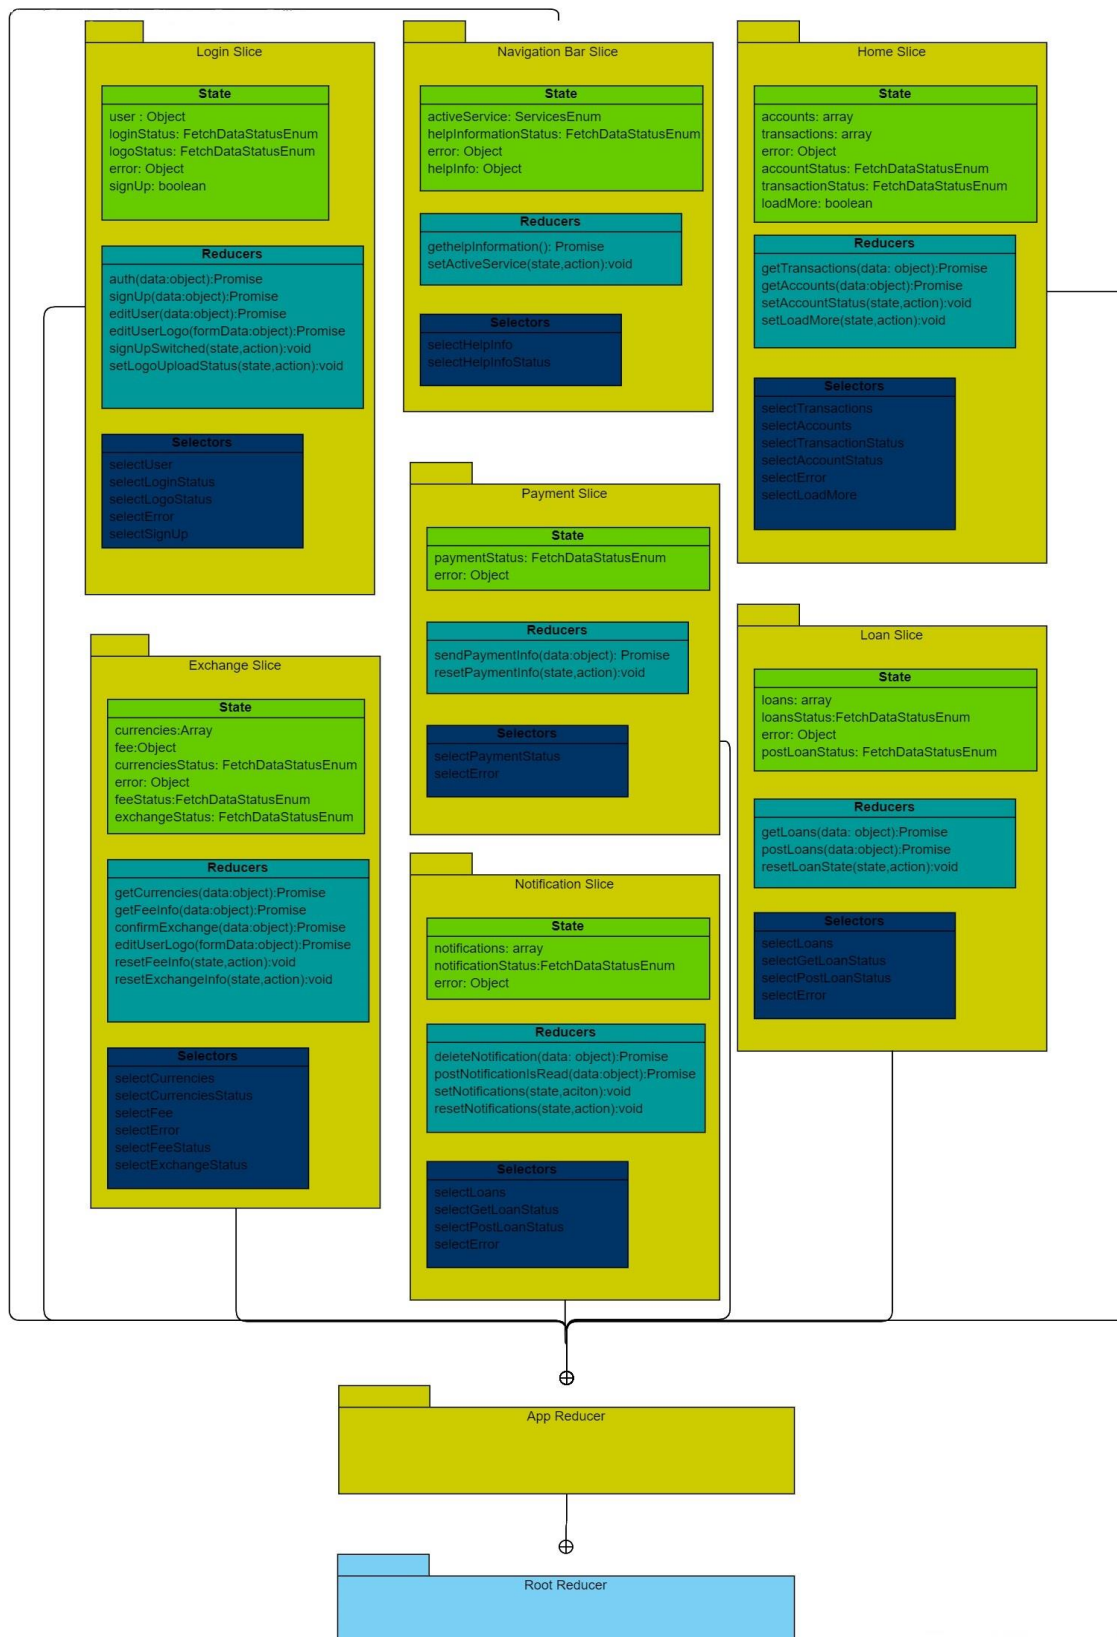 Login Slice
State
user : Object
loginStatus: FetchDataStatusEnum
logoStatus: FetchDataStatusEnum
error: Object
signUp: boolean
Reducers
auth(data:object):Promise
signUp(data:object):Promise
editUser(data:object):Promise
editUserLogo(formData:object):Promise
signUpSwitched(state,action):void
setLogoUploadStatus(state,action):void
Selectors
selectUser
selectLoginStatus
selectLogoStatus
selectError
selectSignUp
Navigation Bar Slice
State
activeService: ServicesEnum
helpInformationStatus: FetchDataStatusEnum
error: Object
helpInfo: Object
Reducers
gethelpInformation(): Promise
setActiveService(state,action):void
Selectors
selectHelpInfo
selectHelpInfoStatus
Home Slice
State
accounts: array
transactions: array
error: Object
accountStatus: FetchDataStatusEnum
transactionStatus: FetchDataStatusEnum
loadMore: boolean
Reducers
getTransactions(data: object):Promise
getAccounts(data:object):Promise
setAccountStatus(state,action):void
setLoadMore(state,action):void
Selectors
selectTransactions
selectAccounts
selectTransactionStatus
selectAccountStatus
selectError
selectLoadMore
Payment Slice
State
paymentStatus: FetchDataStatusEnum
error: Object
Reducers
sendPaymentInfo(data:object): Promise
resetPaymentInfo(state,action):void
Selectors
selectPaymentStatus
selectError
Exchange Slice
State
currencies:Array
fee:Object
currenciesStatus: FetchDataStatusEnum
error: Object
feeStatus:FetchDataStatusEnum
exchangeStatus: FetchDataStatusEnum
Reducers
getCurrencies(data:object):Promise
getFeeInfo(data:object):Promise
confirmExchange(data:object):Promise
editUserLogo(formData:object):Promise
resetFeeInfo(state,action):void
resetExchangeInfo(state,action):void
Selectors
selectCurrencies
selectCurrenciesStatus
selectFee
selectError
selectFeeStatus
selectExchangeStatus
Loan Slice
State
loans: array
loansStatus:FetchDataStatusEnum
error: Object
postLoanStatus: FetchDataStatusEnum
Reducers
getLoans(data: object):Promise
postLoans(data:object):Promise
resetLoanState(state,action):void
Selectors
selectLoans
selectGetLoanStatus
selectPostLoanStatus
selectError
Notification Slice
State
notifications: array
notificationStatus:FetchDataStatusEnum
error: Object
Reducers
deleteNotification(data: object):Promise
postNotificationIsRead(data:object):Promise
setNotifications(state,aciton):void
resetNotifications(state,action):void
Selectors
selectLoans
selectGetLoanStatus
selectPostLoanStatus
selectError
App Reducer
Root Reducer